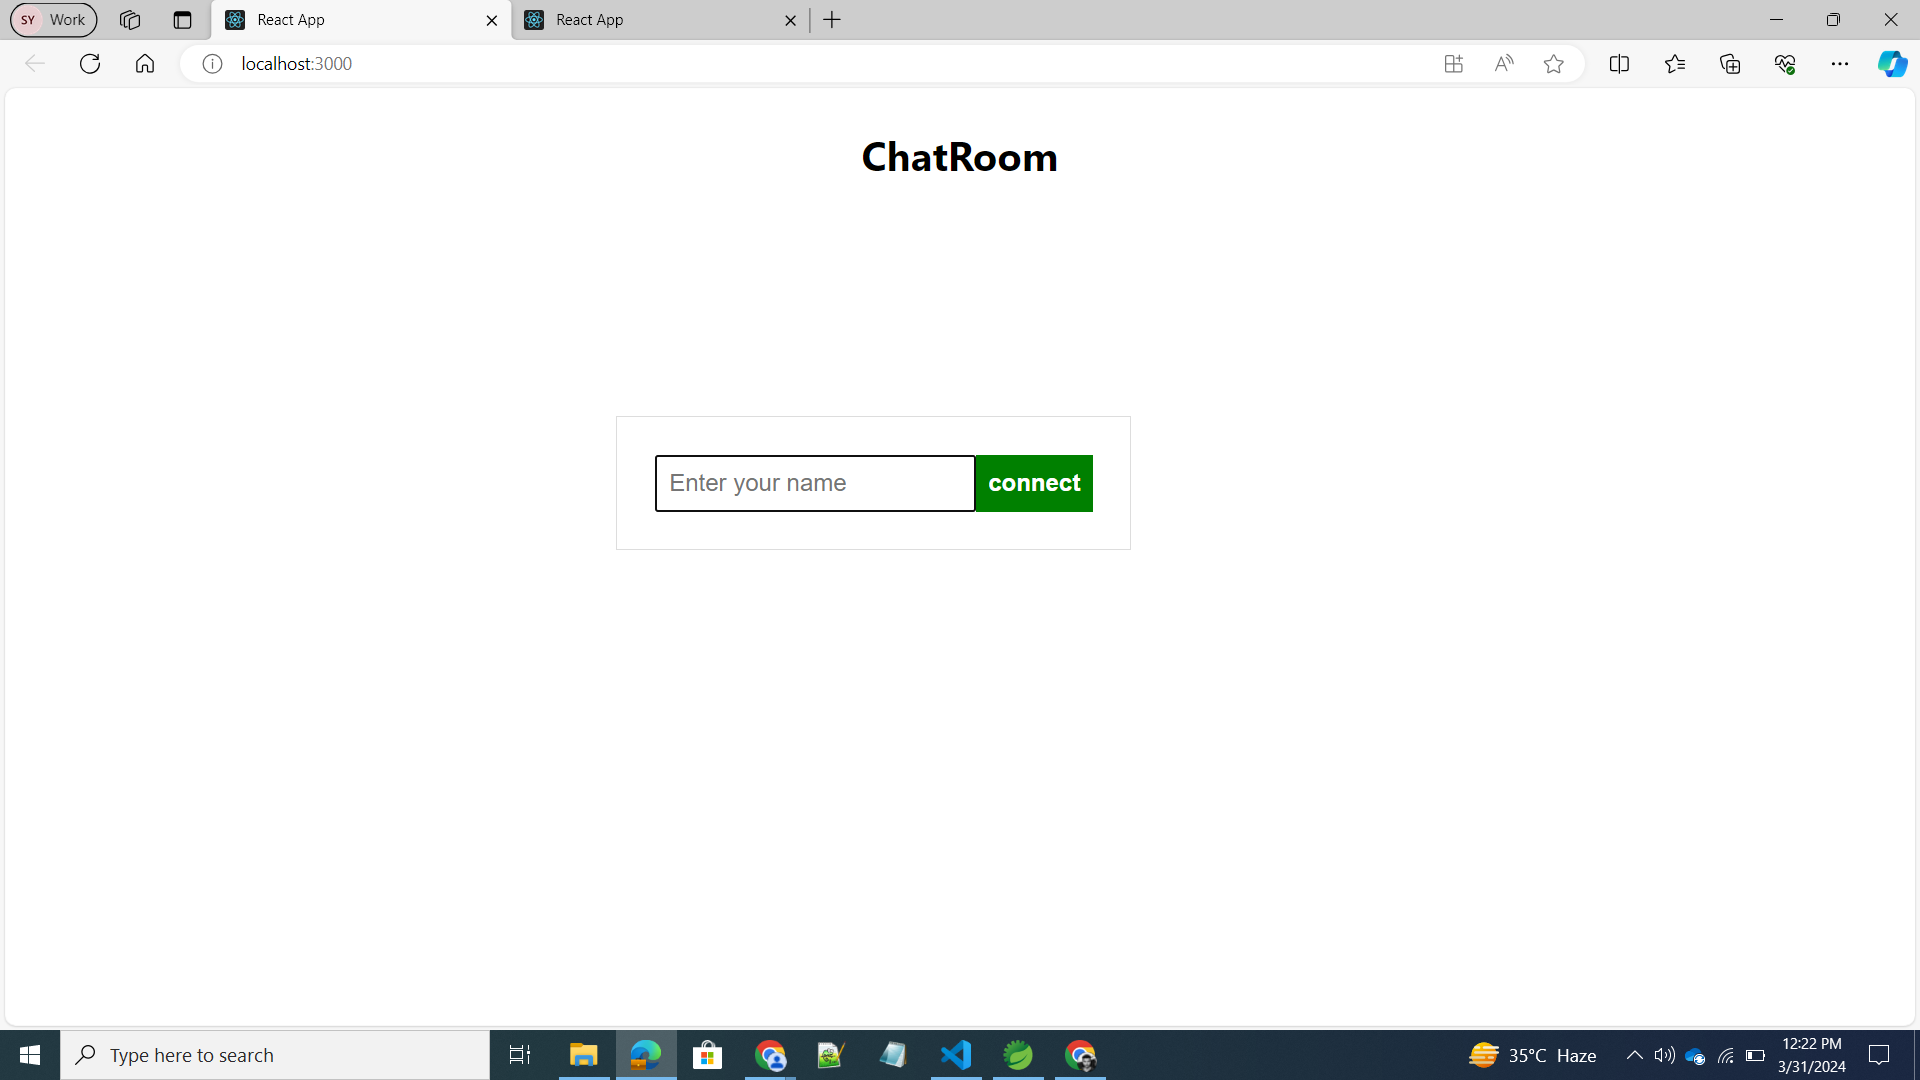 SY Work
React App
React App
localhost:3000
ChatRoom
Enter your name
connect
Type here to search
35°C Haze
12:22 PM
3/31/2024